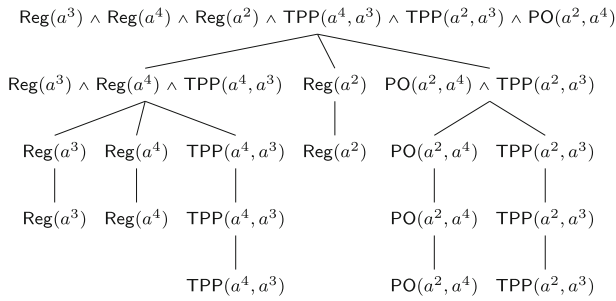 Reg(a³) ∧ Reg(a⁴) ∧ Reg(a²) ∧ TPP(a⁴, a³) ∧ TPP(a², a³) ∧ PO(a², a⁴)
Reg(a³) ∧ Reg(a⁴) ∧ TPP(a⁴, a³) Reg(a²) PO(a², a⁴) ∧ TPP(a², a³)
Reg(a³) Reg(a⁴) TPP(a⁴, a³) Reg(a²) PO(a², a⁴) TPP(a², a³)
Reg(a³) Reg(a⁴) TPP(a⁴, a³) PO(a², a⁴) TPP(a², a³)
TPP(a⁴, a³) PO(a², a⁴) TPP(a², a³)